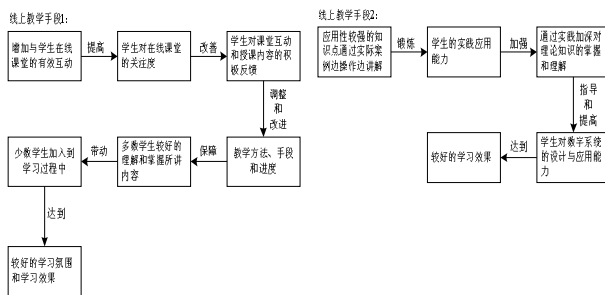 线上教学手段1:
增加与学生在线
课堂的有效互动
提高
学生对在线课堂
的关注度
改善
学生对课堂互动
和授课内容的积
极反馈
调整
和
改进
教学方法、手段
和进度
保障
多数学生较好的
理解和掌握所讲
内容
带动
少数学生加入到
学习过程中
达到
较好的学习氛围
和学习效果
线上教学手段2:
应用性较强的知
识点通过实际案
例边操作边讲解
锻炼
学生的实践应用
能力
加强
通过实践加深对
理论知识的掌握
和理解
指导
和
提高
学生对数字系统
的设计与应用能
力
达到
较好的学习效果